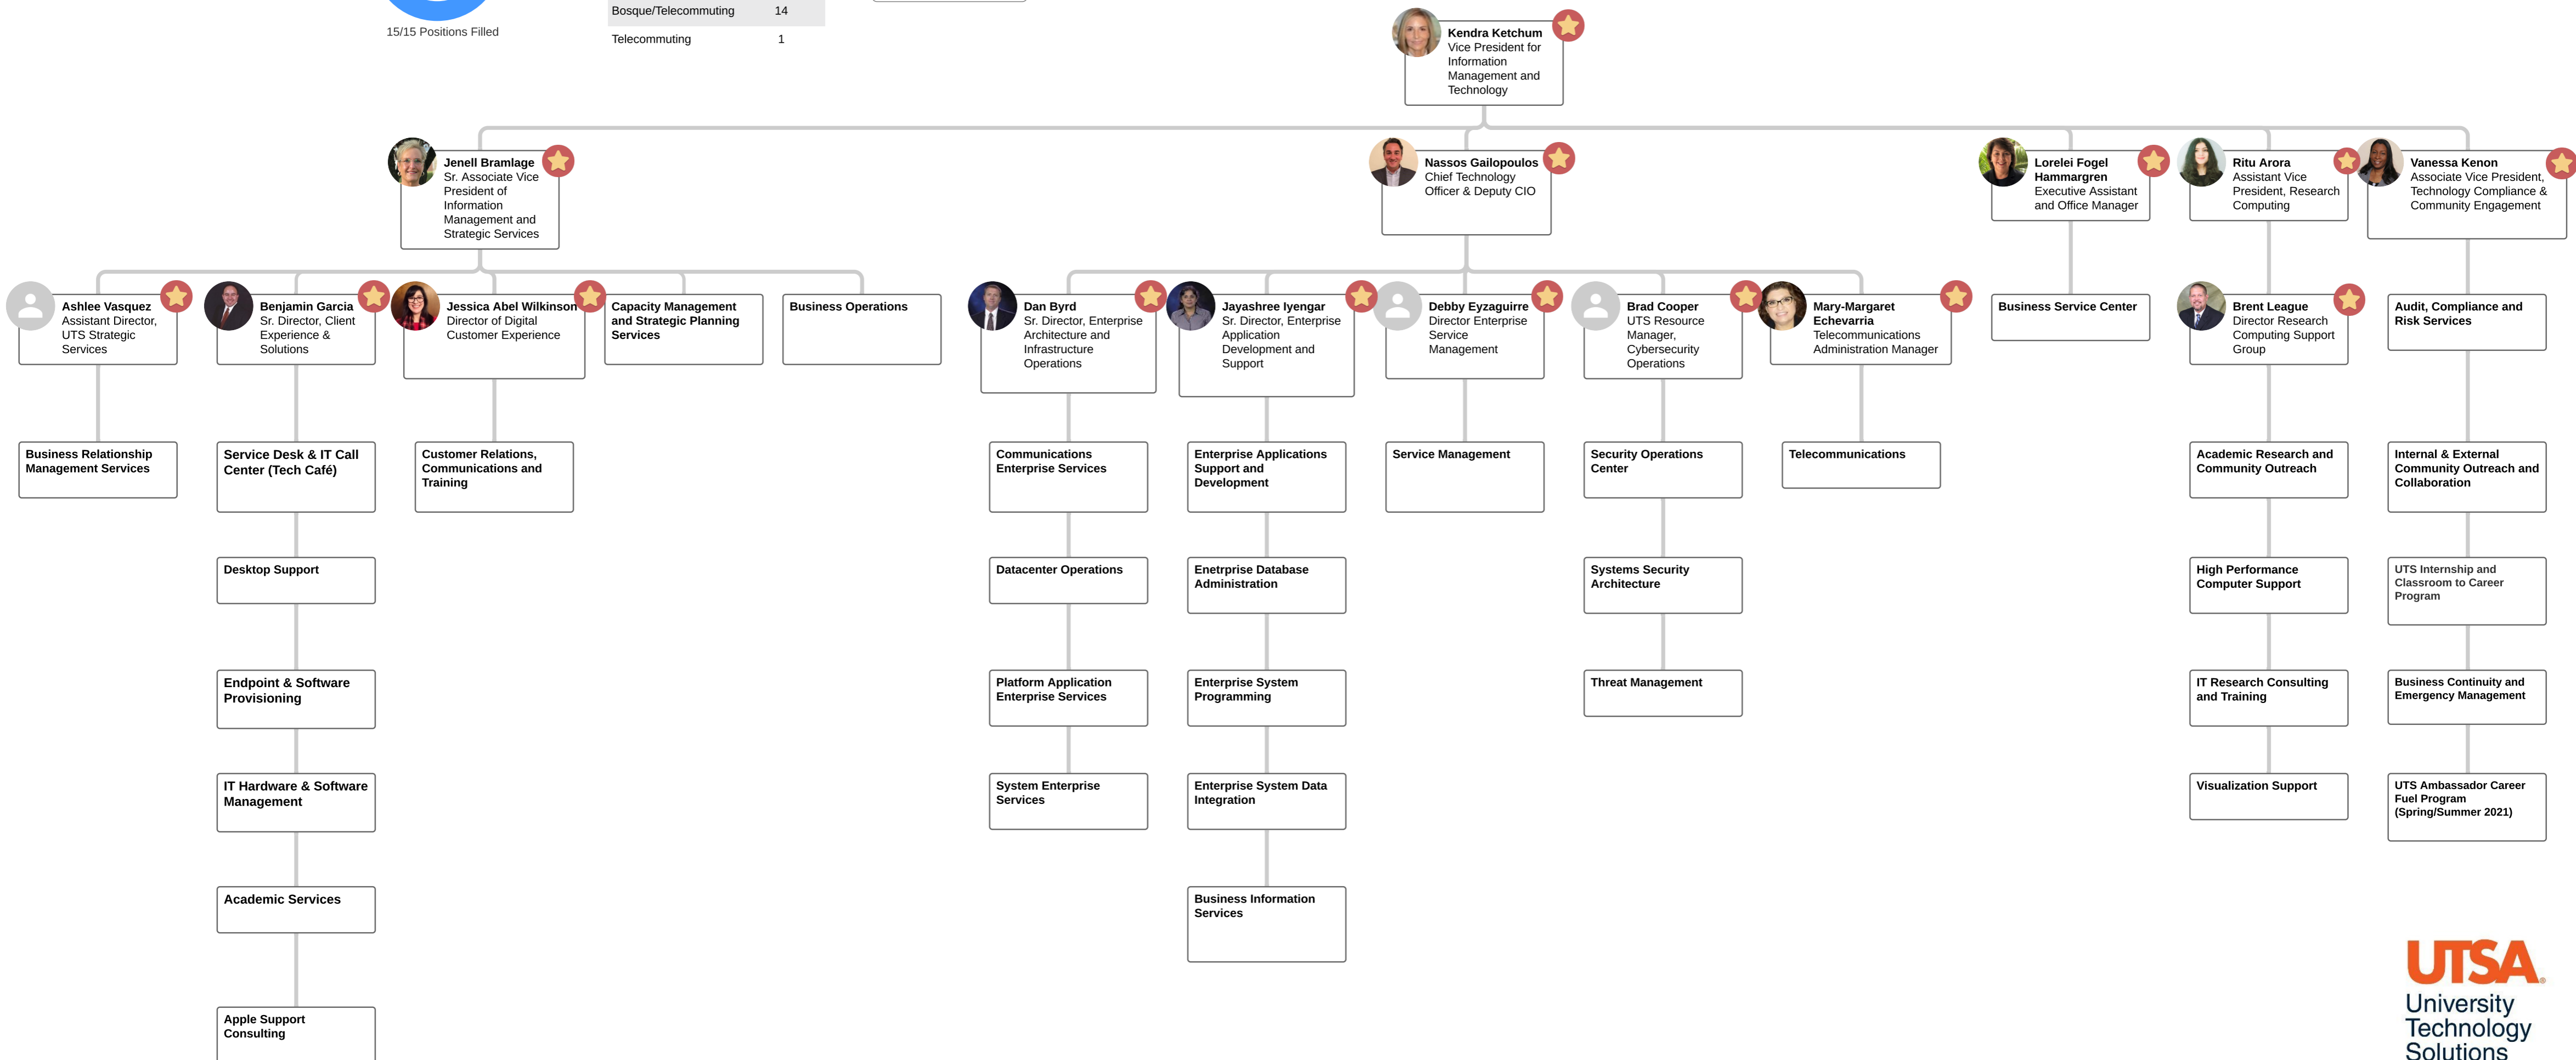 Bosque/Telecommuting 14
15/15 Positions Filled
Telecommuting 1
Kendra Ketchum
Vice President for
Information
Management and
Technology
Jenell Bramlage
Sr. Associate Vice
President of
Information
Management and
Strategic Services
Nassos Gailopoulos
Chief Technology
Officer & Deputy CIO
Lorelei Fogel
Hammargren
Executive Assistant
and Office Manager
Ritu Arora
Assistant Vice
President, Research
Computing
Vanessa Kenon
Associate Vice President,
Technology Compliance &
Community Engagement
Ashlee Vasquez
Assistant Director,
UTS Strategic
Services
Benjamin Garcia
Sr. Director, Client
Experience &
Solutions
Jessica Abel Wilkinson
Director of Digital
Customer Experience
Capacity Management
and Strategic Planning
Services
Business Operations
Dan Byrd
Sr. Director, Enterprise
Architecture and
Infrastructure
Operations
Jayashree Iyengar
Sr. Director, Enterprise
Application
Development and
Support
Debby Eyzaguirre
Director Enterprise
Service
Management
Brad Cooper
UTS Resource
Manager,
Cybersecurity
Operations
Mary-Margaret
Echevarria
Telecommunications
Administration Manager
Business Service Center
Brent League
Director Research
Computing Support
Group
Audit, Compliance and
Risk Services
Business Relationship
Management Services
Service Desk & IT Call
Center (Tech Café)
Customer Relations,
Communications and
Training
Communications
Enterprise Services
Enterprise Applications
Support and
Development
Service Management
Security Operations
Center
Telecommunications
Academic Research and
Community Outreach
Internal & External
Community Outreach and
Collaboration
Desktop Support
Datacenter Operations
Enetrprise Database
Administration
Systems Security
Architecture
High Performance
Computer Support
UTS Internship and
Classroom to Career
Program
Endpoint & Software
Provisioning
Platform Application
Enterprise Services
Enterprise System
Programming
Threat Management
IT Research Consulting
and Training
Business Continuity and
Emergency Management
IT Hardware & Software
Management
System Enterprise
Services
Enterprise System Data
Integration
Visualization Support
UTS Ambassador Career
Fuel Program
(Spring/Summer 2021)
Academic Services
Business Information
Services
Apple Support
Consulting
UTSA®
University
Technology
Solutions